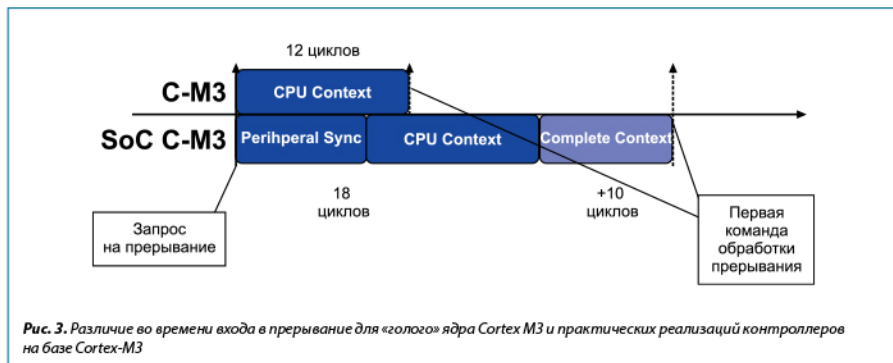 12 циклов
C-M3
CPU Context
SoC C-M3
Perihperal Sync
CPU Context
Complete Context
18
циклов
+10
циклов
Запрос
на прерывание
Первая
команда
обработки
прерывания
Рис. 3. Различие во времени входа в прерывание для «голого» ядра Cortex M3 и практических реализаций контроллеров
на базе Cortex-M3